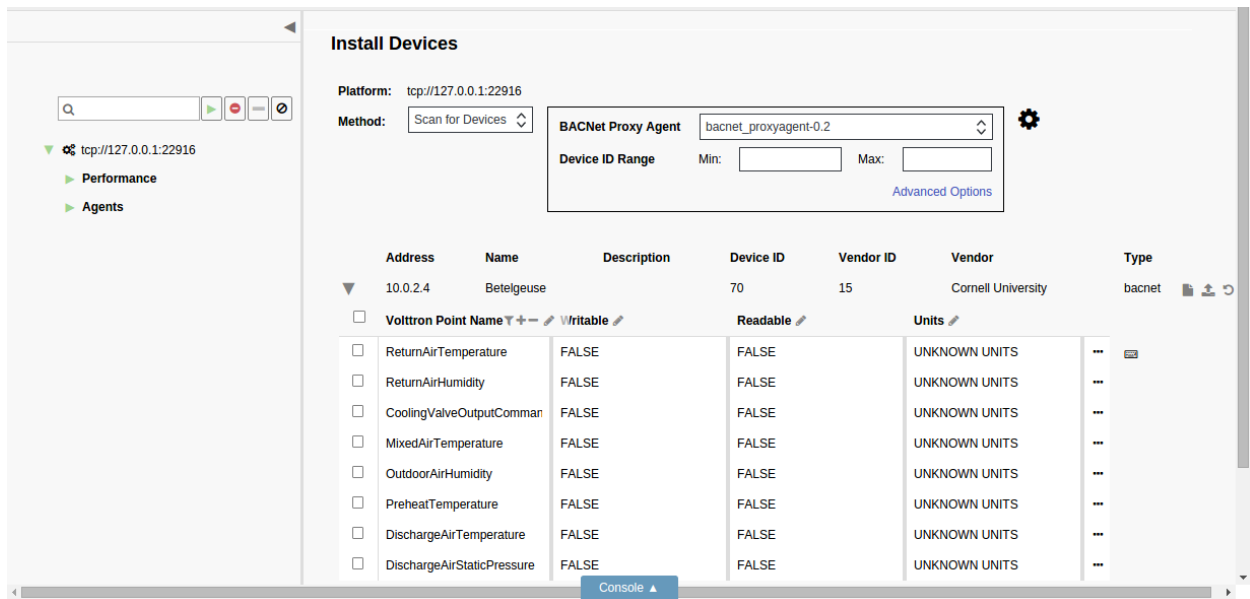 Install Devices
Platform: tcp://127.0.0.1:22916
Method: Scan for Devices
BACNet Proxy Agent bacnet_proxyagent-0.2
Device ID Range Min: Max:
Advanced Options
tcp://127.0.0.1:22916
Performance
Agents
Address Name Description Device ID Vendor ID Vendor Type
10.0.2.4 Betelgeuse 70 15 Cornell University bacnet
Volttron Point Name Writable Readable Units
ReturnAirTemperature FALSE FALSE UNKNOWN UNITS
ReturnAirHumidity FALSE FALSE UNKNOWN UNITS
CoolingValveOutputComman FALSE FALSE UNKNOWN UNITS
MixedAirTemperature FALSE FALSE UNKNOWN UNITS
OutdoorAirHumidity FALSE FALSE UNKNOWN UNITS
PreheatTemperature FALSE FALSE UNKNOWN UNITS
DischargeAirTemperature FALSE FALSE UNKNOWN UNITS
DischargeAirStaticPressure FALSE FALSE UNKNOWN UNITS
Console ▲